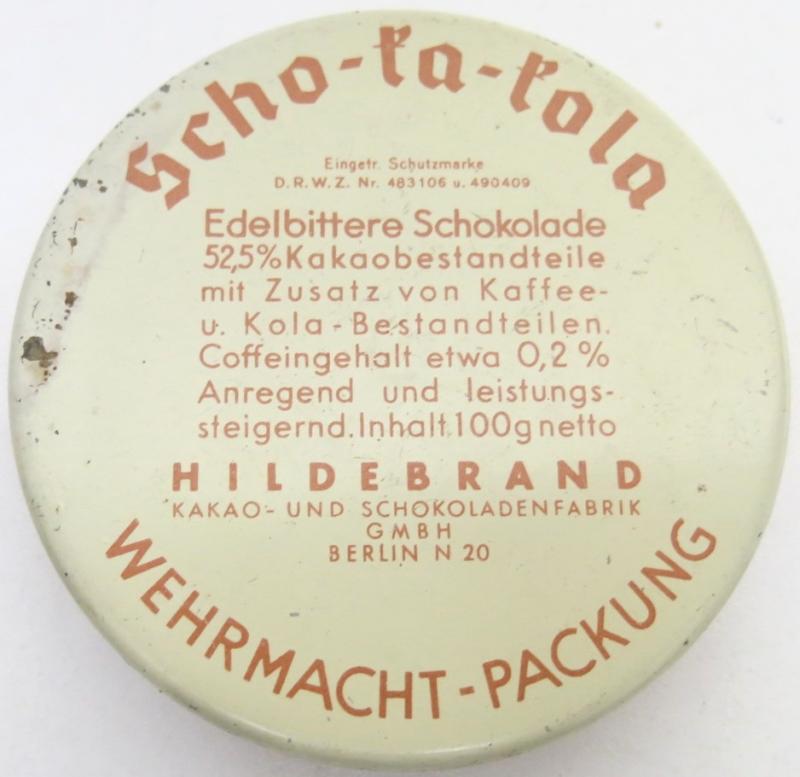 Scho-ka-kola
Eingetr. Schutzmarke
D.R.W.Z. Nr. 483106 u. 490409
Edelbittere Schokolade
52,5% Kakaobestandteile
mit Zusatz von Kaffee-
u. Kola-Bestandteilen.
Coffeingehalt etwa 0,2%
Anregend und leistungs-
steigernd. Inhalt 100g netto
HILDEBRAND
KAKAO- UND SCHOKOLADENFABRIK
GMBH
BERLIN N 20
WEHRMACHT-PACKUNG